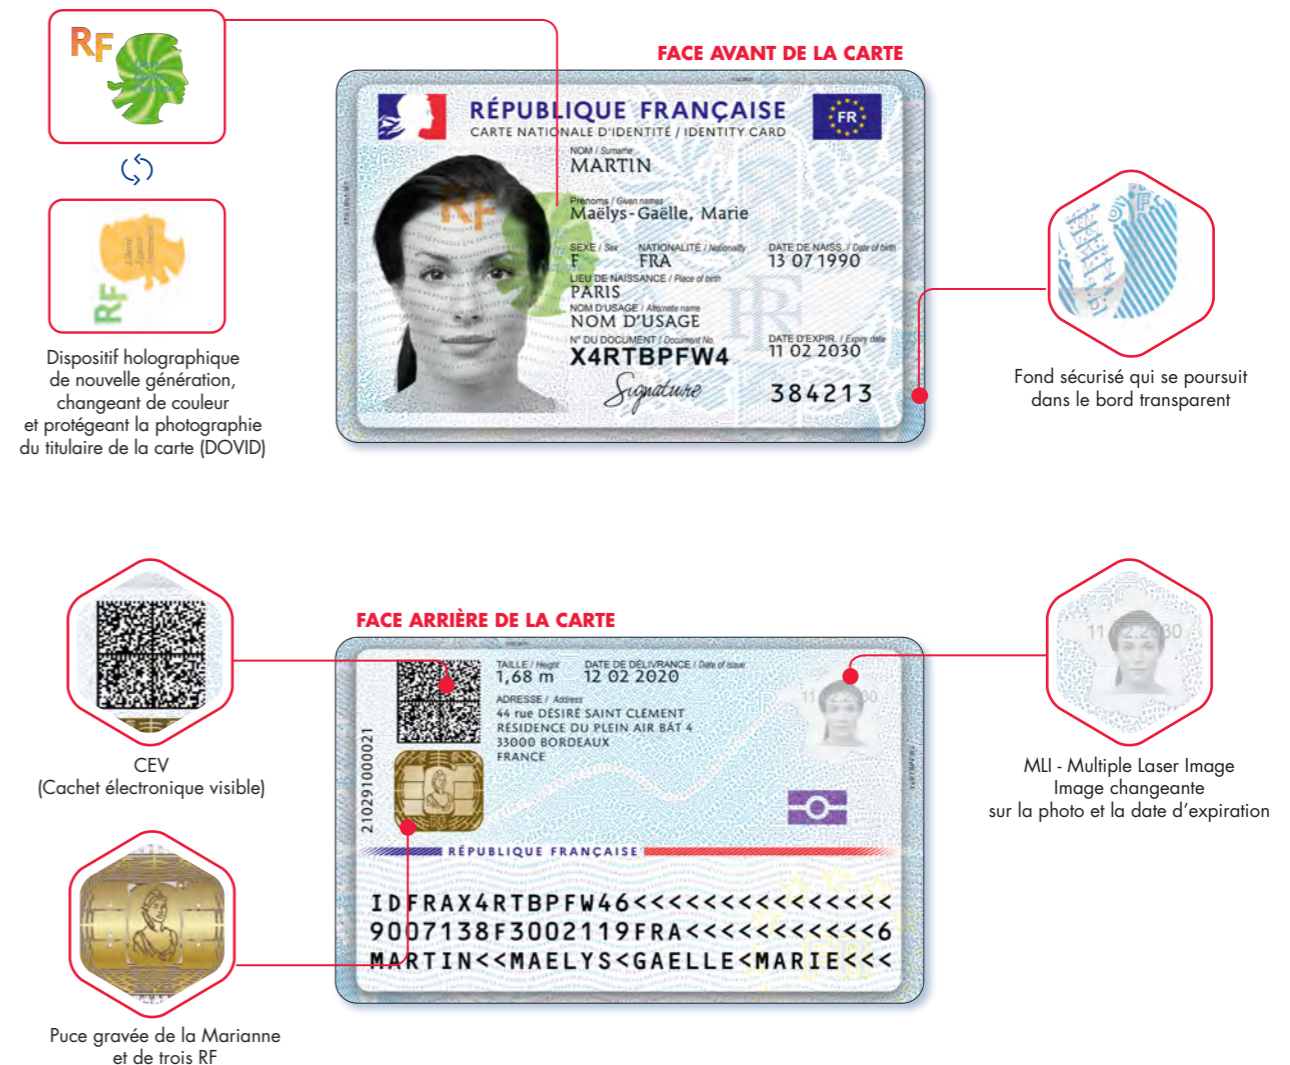 RF
FACE AVANT DE LA CARTE
RÉPUBLIQUE FRANÇAISE
CARTE NATIONALE D'IDENTITÉ / IDENTITY CARD
FR
NOM / Surname
MARTIN
Prénoms / Given names
Maëlys-Gaëlle, Marie
SEXE / Sex NATIONALITÉ / Nationality DATE DE NAISS. / Date of birth
F FRA 13 07 1990
LIEU DE NAISSANCE / Place of birth
PARIS
NOM D'USAGE / Alternate name
NOM D'USAGE
N° DU DOCUMENT / Document No. DATE D'EXPIR. / Expiry date
X4RTBPFW4 11 02 2030
Signature 384213
RF
RF
Liberté
Égalité
Fraternité
RF
Dispositif holographique
de nouvelle génération,
changeant de couleur
et protégeant la photographie
du titulaire de la carte (DOVID)
F
Fond sécurisé qui se poursuit
dans le bord transparent
FACE ARRIÈRE DE LA CARTE
TAILLE / Height DATE DE DÉLIVRANCE / Date of issue
1,68 m 12 02 2020
ADRESSE / Address
44 rue DÉSIRÉ SAINT CLÉMENT
RÉSIDENCE DU PLEIN AIR BÂT 4
33000 BORDEAUX
FRANCE
210291000021
RÉPUBLIQUE FRANÇAISE
IDFRAX4RTBPFW46<<<<<<<<<<<<<<<
9007138F3002119FRA<<<<<<<<<<<6
MARTIN<<MAELYS<GAELLE<MARIE<<<
CEV
(Cachet électronique visible)
Puce gravée de la Marianne
et de trois RF
MLI - Multiple Laser Image
Image changeante
sur la photo et la date d'expiration